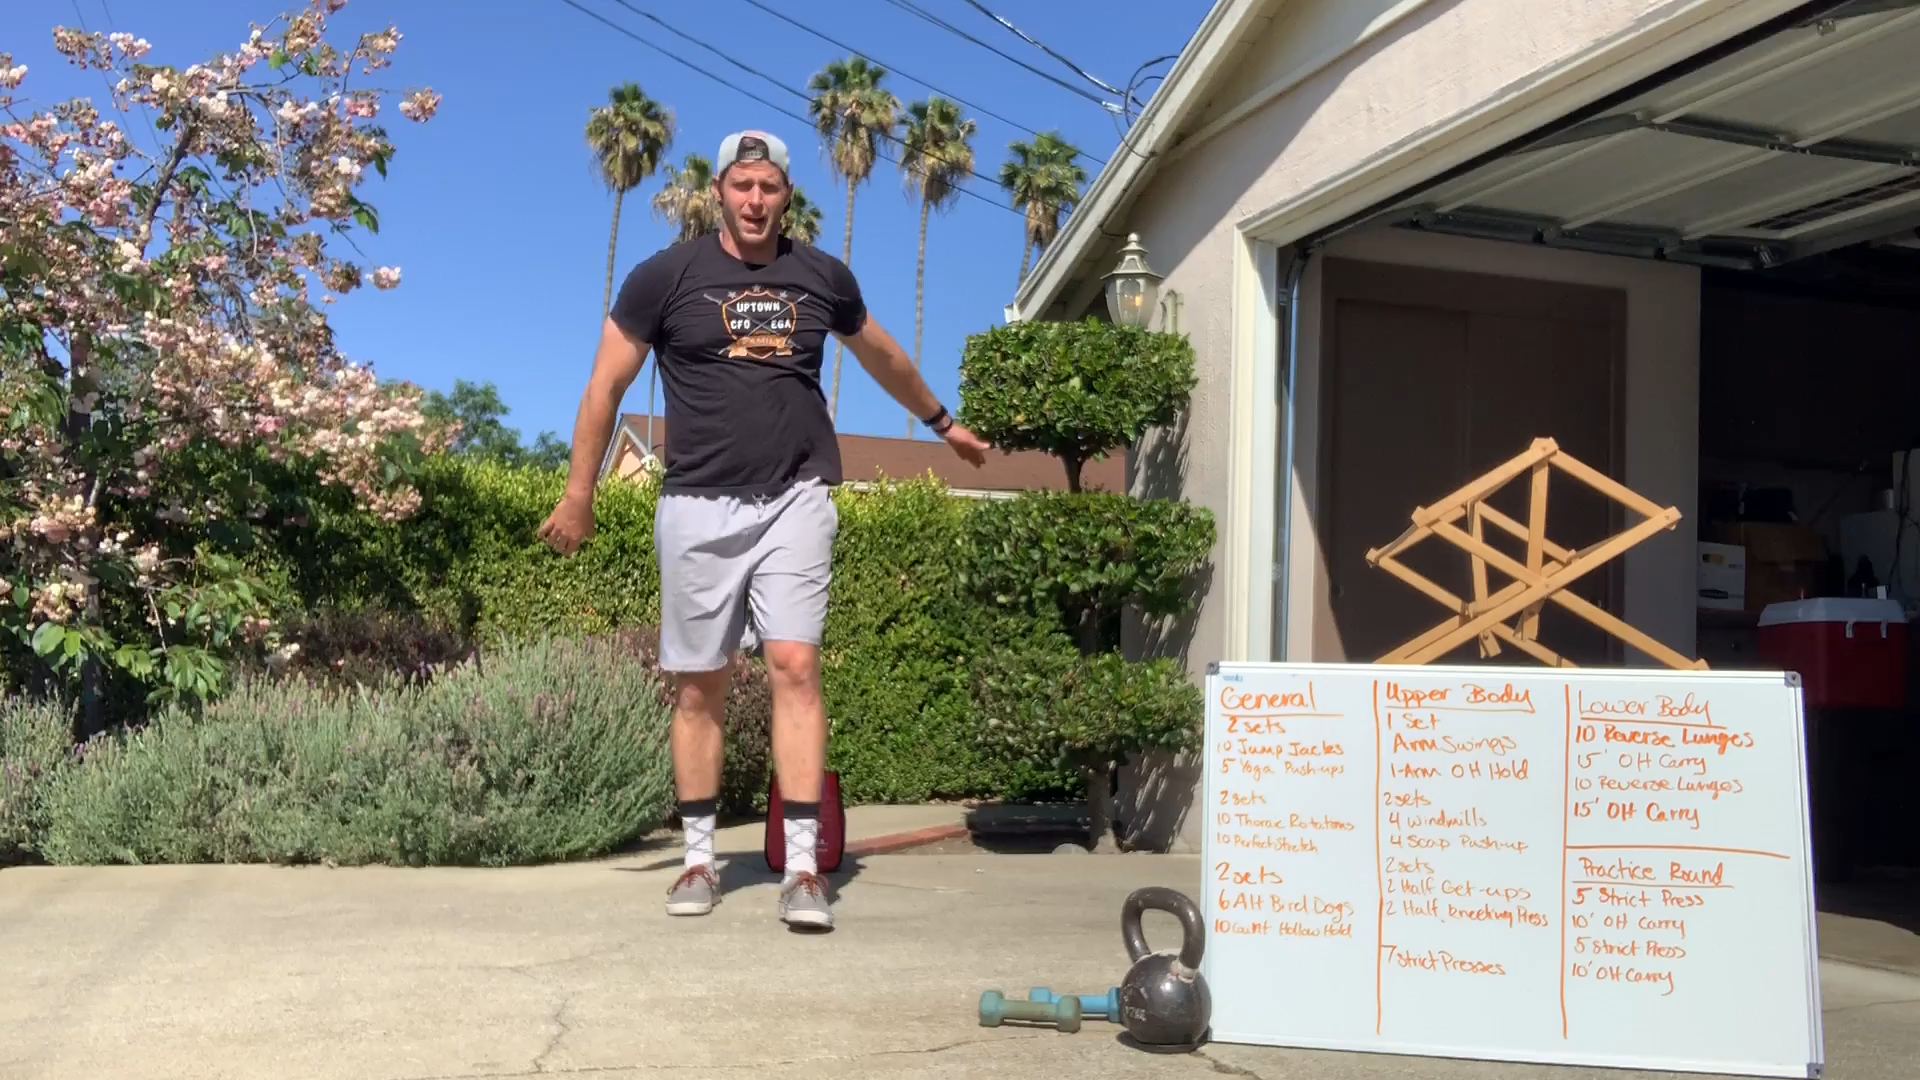 UPTOWN
CFO EGA
FAMILY
General
2 sets
10 Jump Jacks
5 Yoga Push-ups
2 sets
10 Thoracic Rotations
10 Perfect Stretch
2 sets
6 Alt Bird Dogs
10 Count Hollow Hold
Upper Body
1 Set
Arm Swings
1-Arm OH Hold
2 sets
4 Windmills
4 Scap Push-up
2 sets
2 Half Get-ups
2 Half kneeling Press
7 Strict Presses
Lower Body
10 Reverse Lunges
15' OH Carry
10 Reverse Lunges
15' OH Carry
Practice Round
5 Strict Press
10' OH Carry
5 Strict Press
10' OH Carry